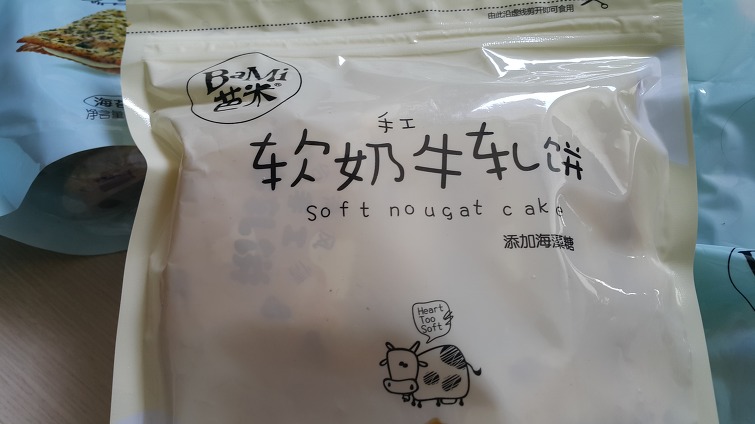 由此沿虚线剪开即可食用
BaMi
芭米®
手工
软奶牛轧饼
Soft nougat cake
添加海藻糖
Heart
Too
Soft
海苔
净含量